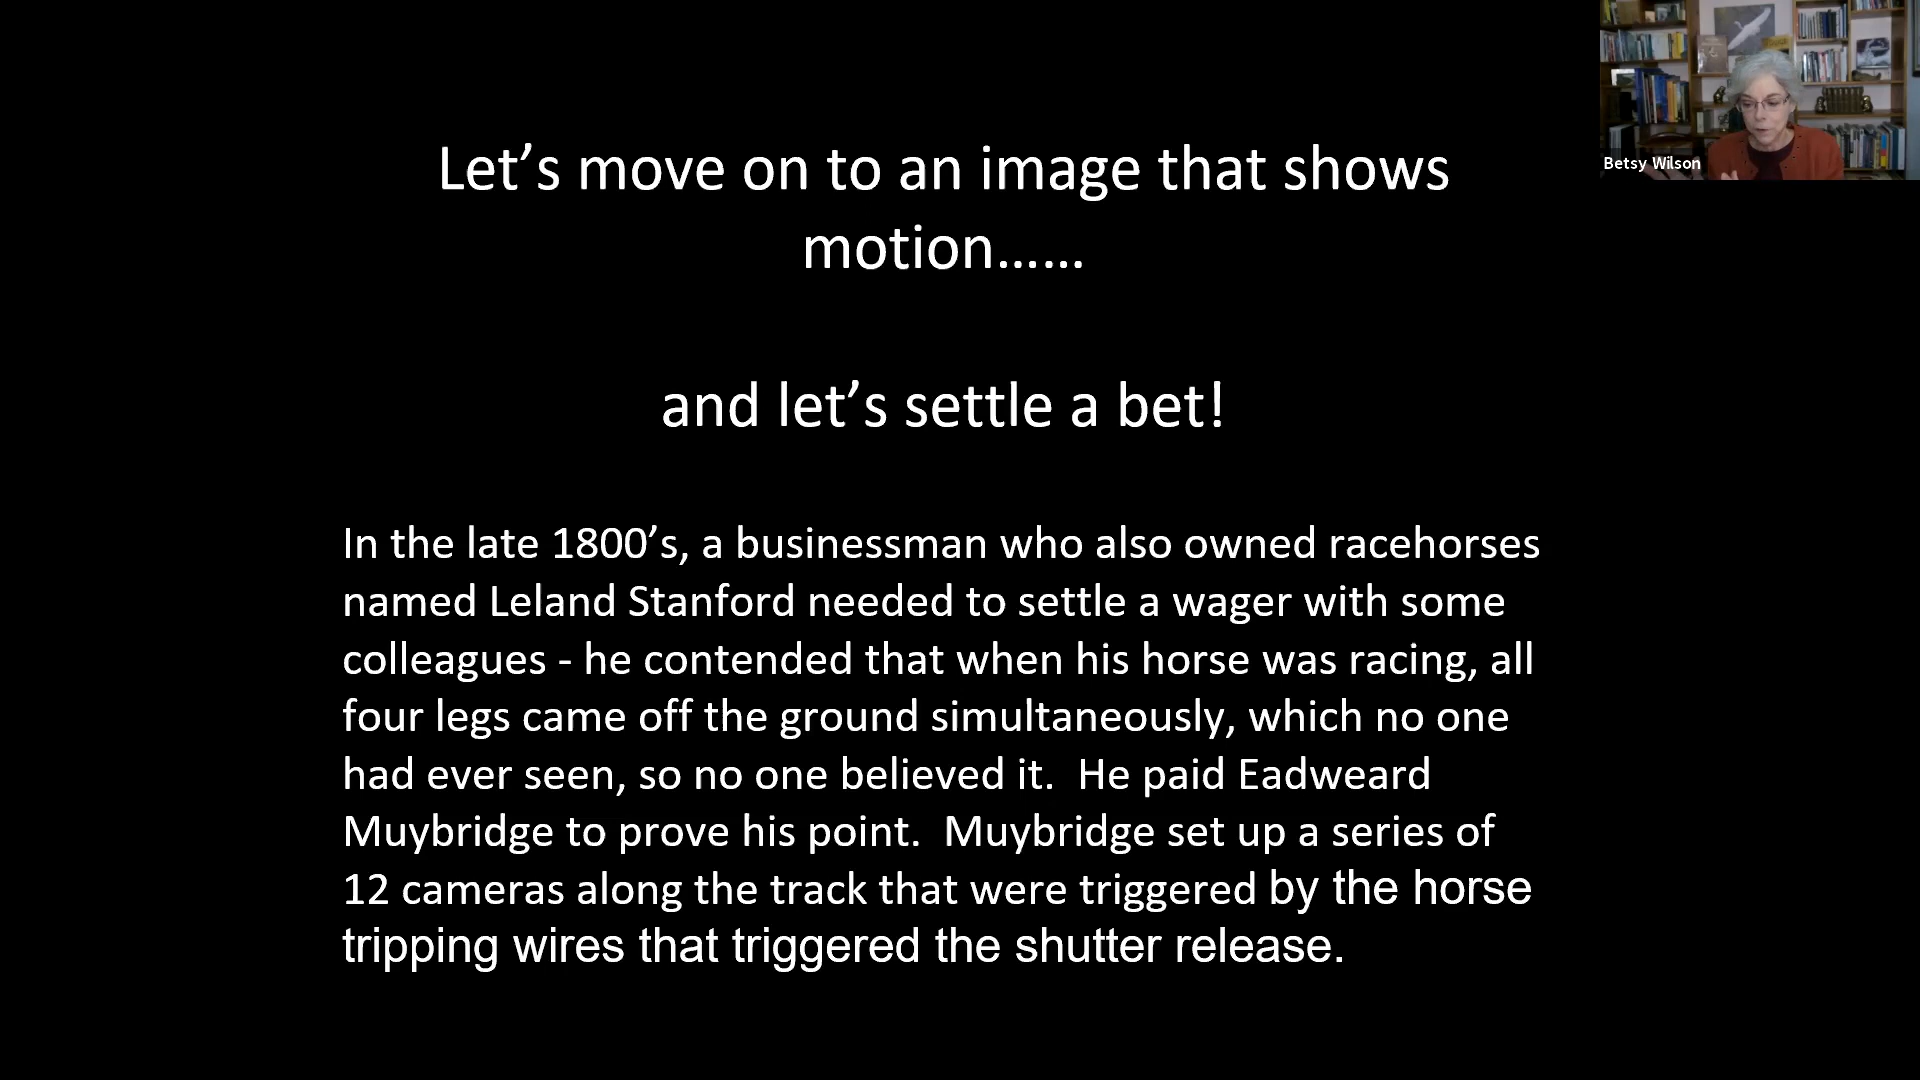 Let’s move on to an image that shows
motion……
and let’s settle a bet!
In the late 1800’s, a businessman who also owned racehorses
named Leland Stanford needed to settle a wager with some
colleagues - he contended that when his horse was racing, all
four legs came off the ground simultaneously, which no one
had ever seen, so no one believed it.  He paid Eadweard
Muybridge to prove his point.  Muybridge set up a series of
12 cameras along the track that were triggered by the horse
tripping wires that triggered the shutter release.
Betsy Wilson